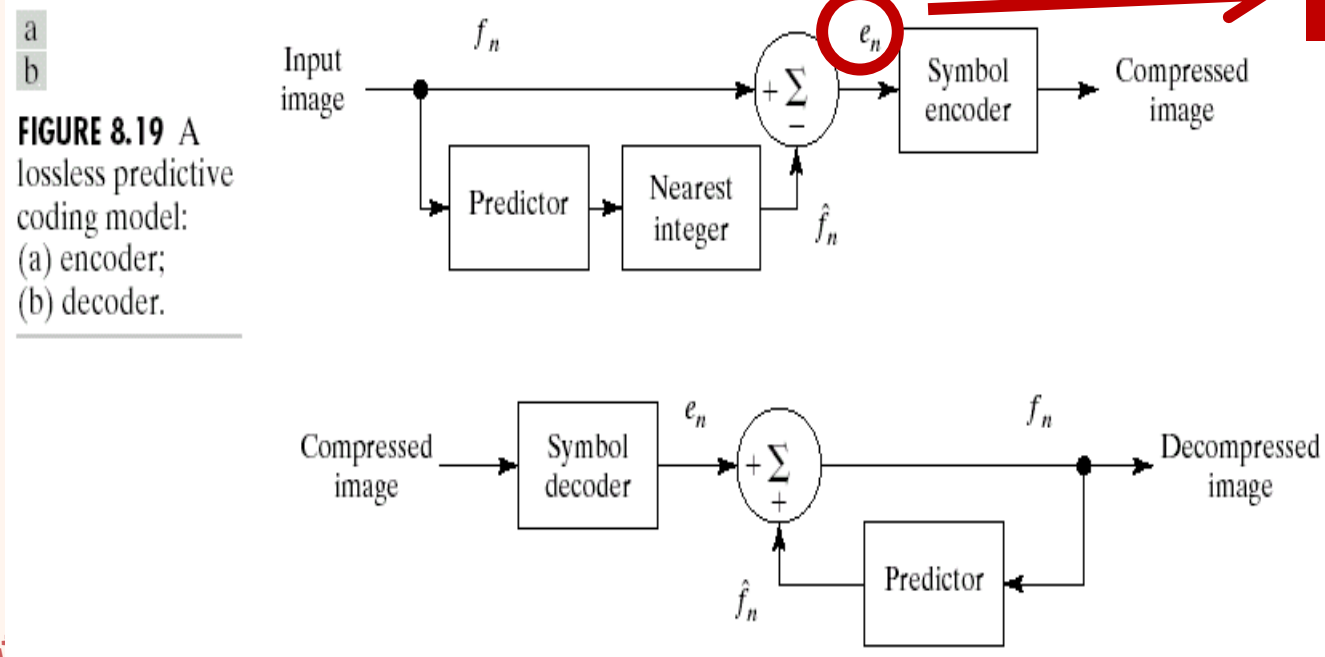 a
b
FIGURE 8.19 A
lossless predictive
coding model:
(a) encoder;
(b) decoder.
Input
image
f_n
Predictor
Nearest
integer
f̂_n
+ Σ
−
e_n
Symbol
encoder
Compressed
image
Compressed
image
Symbol
decoder
e_n
+ Σ
+
f̂_n
Predictor
f_n
Decompressed
image